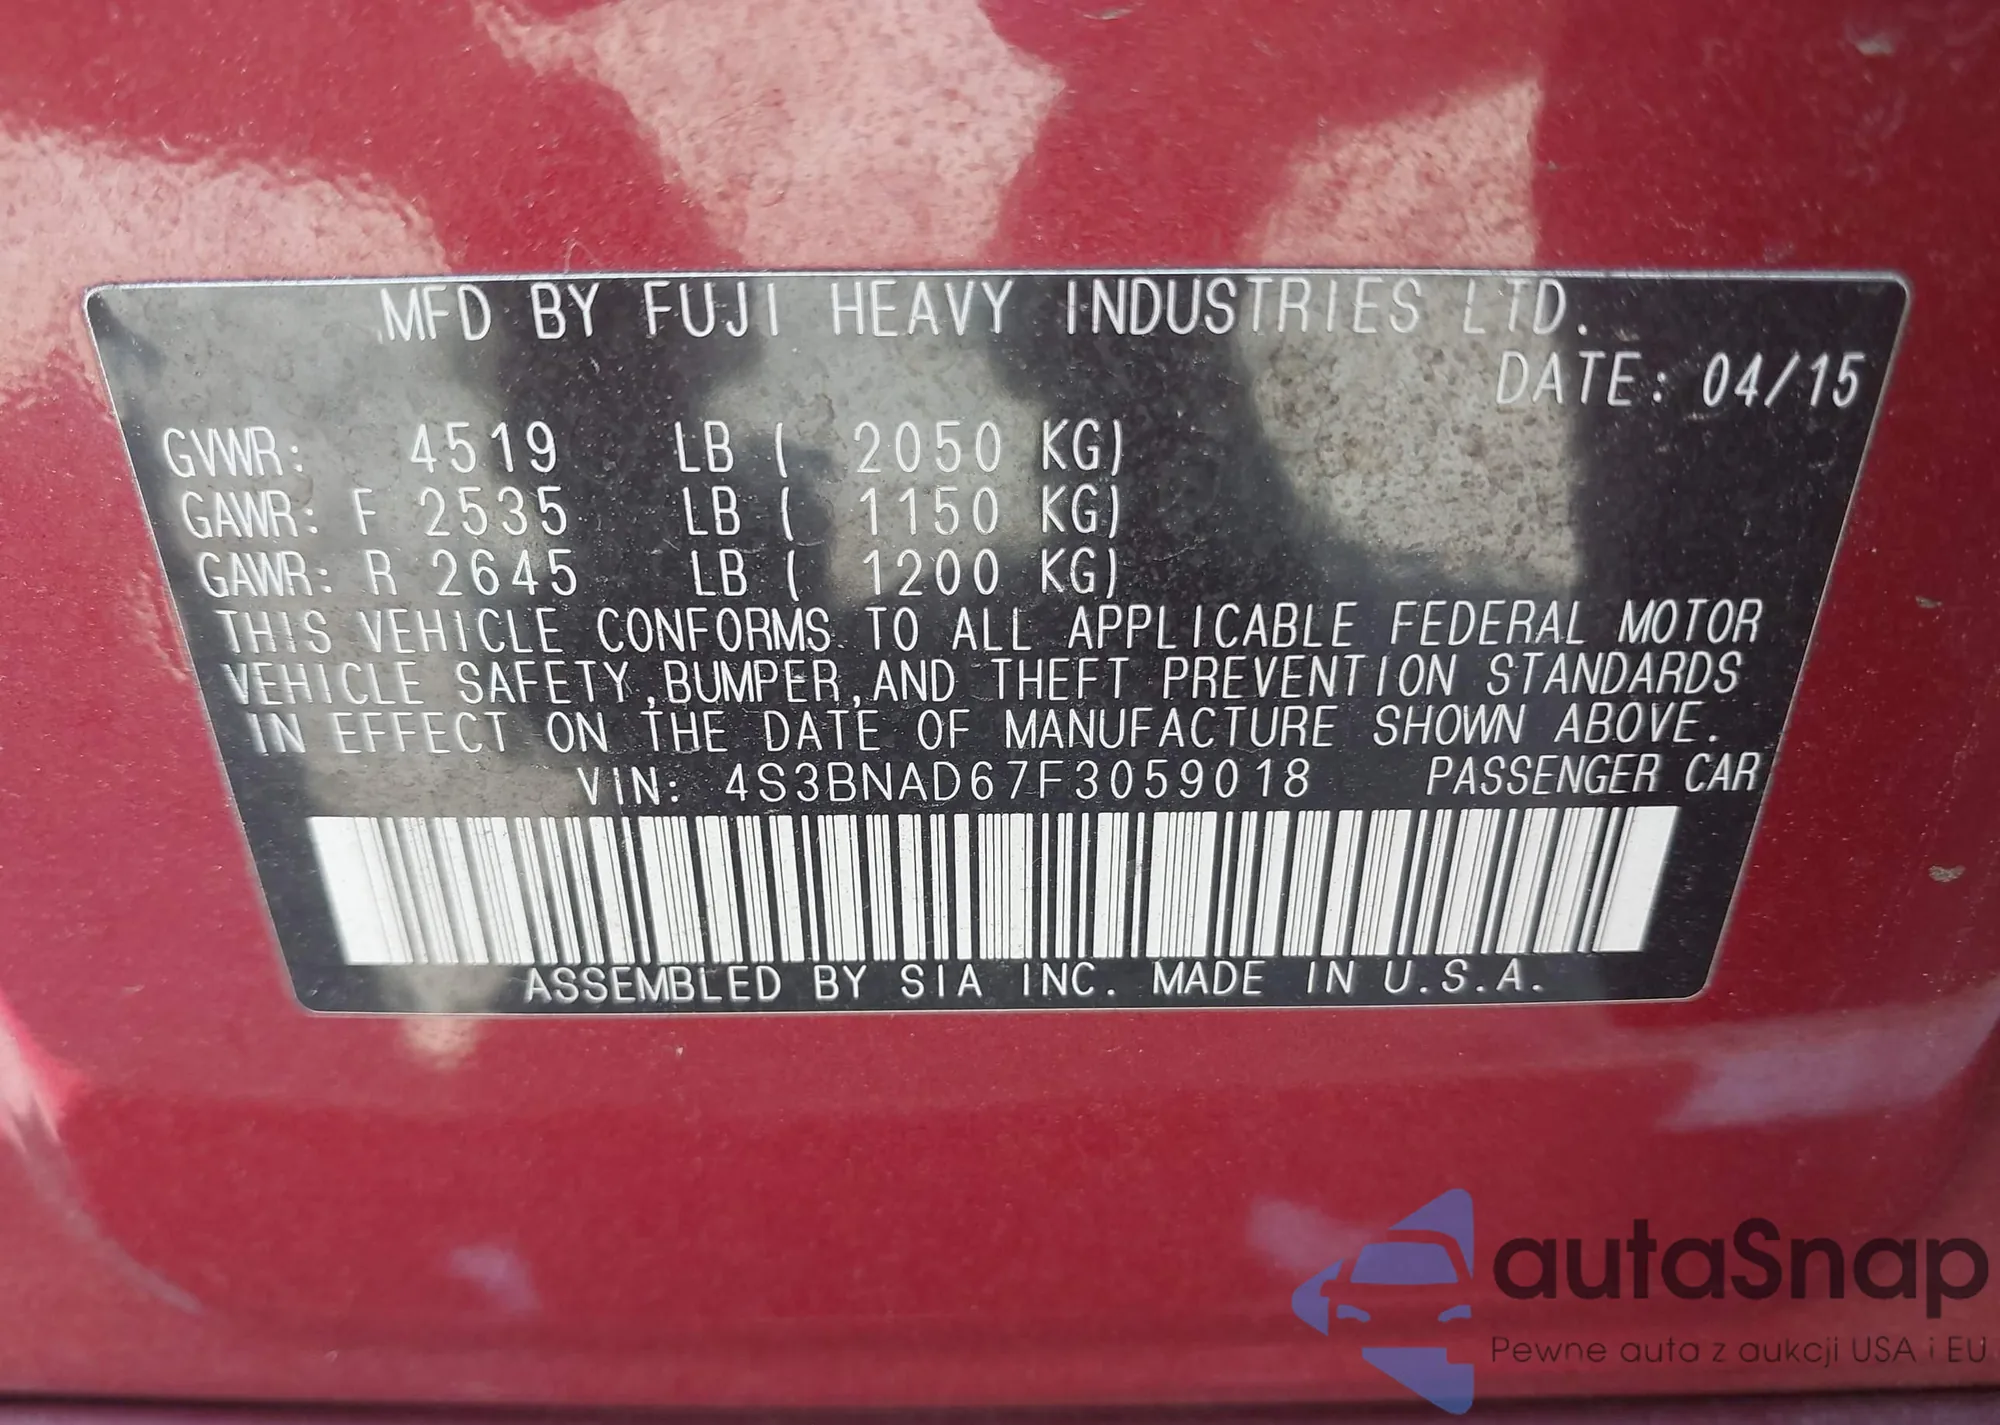 MFD BY FUJI HEAVY INDUSTRIES LTD.
DATE: 04/15
GVWR: 4519 LB ( 2050 KG)
GAWR: F 2535 LB ( 1150 KG)
GAWR: R 2645 LB ( 1200 KG)
THIS VEHICLE CONFORMS TO ALL APPLICABLE FEDERAL MOTOR
VEHICLE SAFETY,BUMPER,AND THEFT PREVENTION STANDARDS
IN EFFECT ON THE DATE OF MANUFACTURE SHOWN ABOVE.
VIN: 4S3BNAD67F3059018 PASSENGER CAR
ASSEMBLED BY SIA INC. MADE IN U.S.A.
autaSnap
Pewne auta z aukcji USA i EU